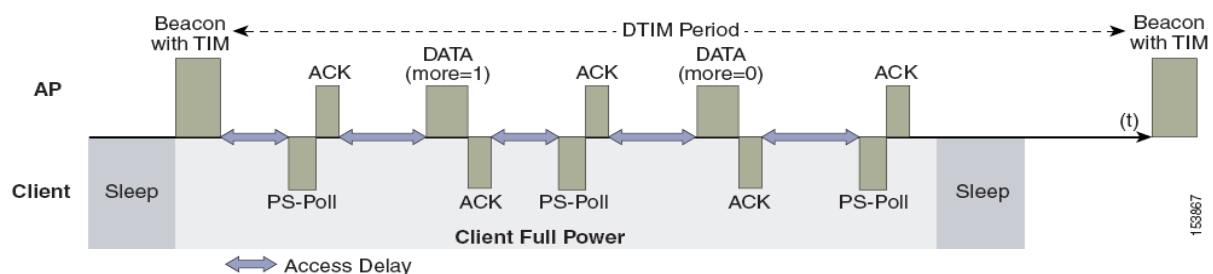 Beacon
with TIM
DTIM Period
Beacon
with TIM
DATA
(more=1)
DATA
(more=0)
ACK
ACK
ACK
AP
(t)
Client
Sleep
PS-Poll
ACK
PS-Poll
ACK
PS-Poll
Sleep
Client Full Power
Access Delay
153867